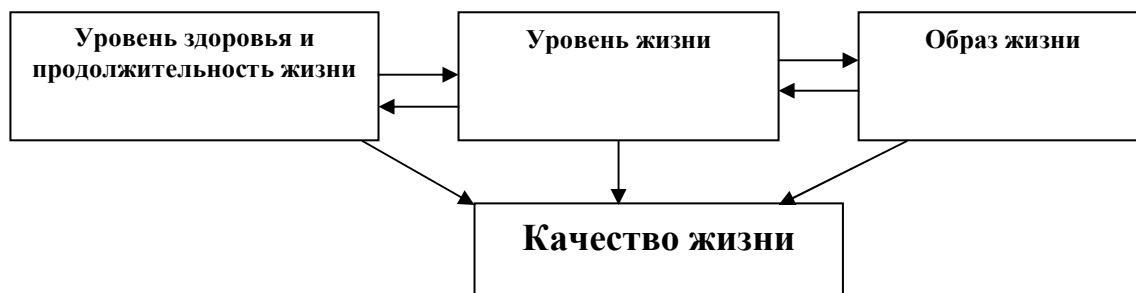 Уровень здоровья и
продолжительность жизни
Уровень жизни
Образ жизни
Качество жизни